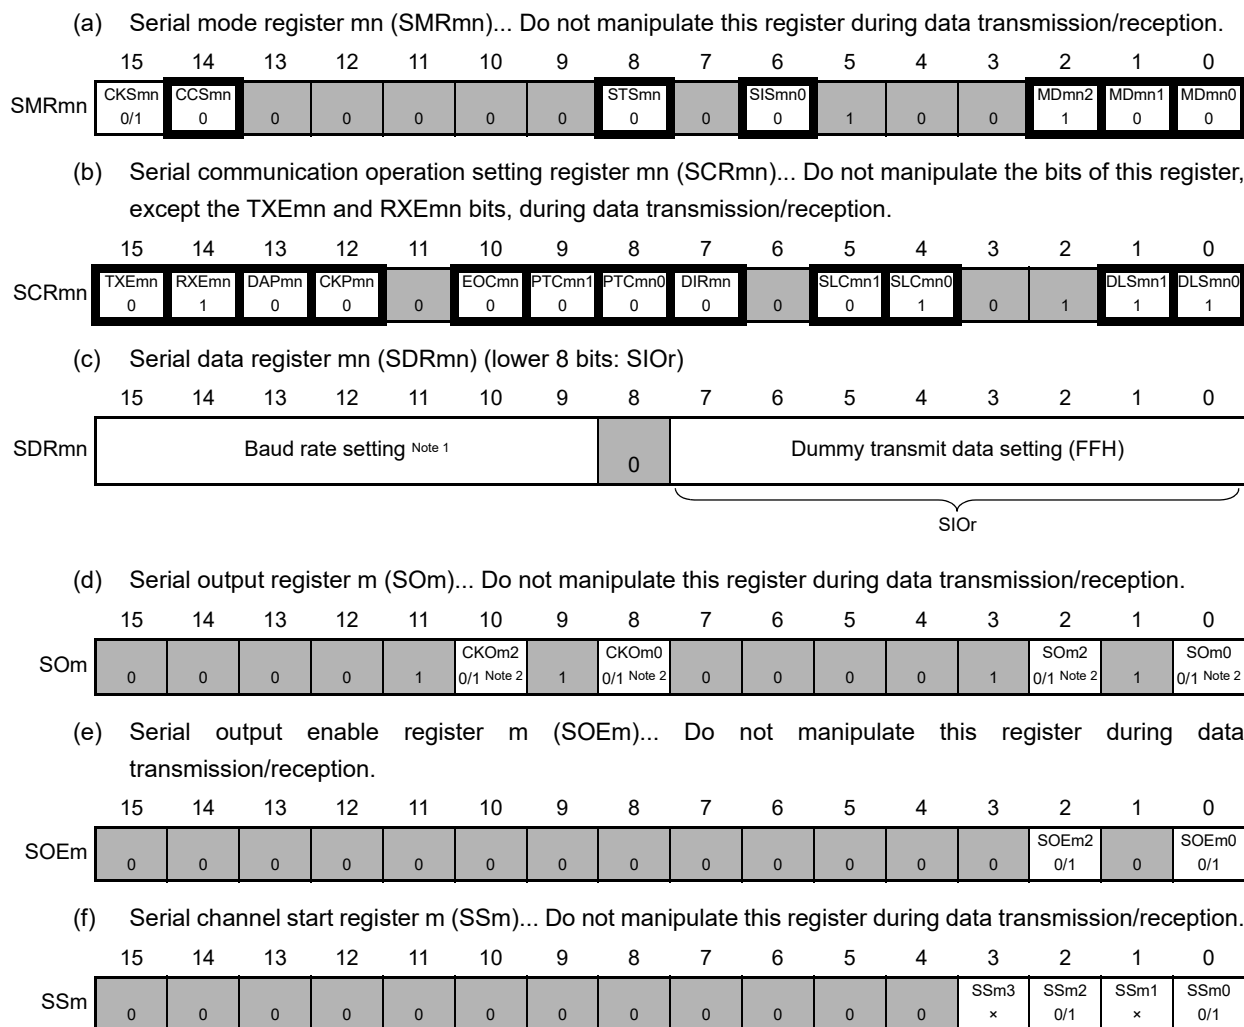 (a) Serial mode register mn (SMRmn)... Do not manipulate this register during data transmission/reception.
15 14 13 12 11 10 9 8 7 6 5 4 3 2 1 0
SMRmn CKSmn CCSmn STSmn SISmn0 MDmn2 MDmn1 MDmn0
0/1 0 0 0 0 0 0 0 0 0 1 0 0 1 0 0
(b) Serial communication operation setting register mn (SCRmn)... Do not manipulate the bits of this register,
except the TXEmn and RXEmn bits, during data transmission/reception.
15 14 13 12 11 10 9 8 7 6 5 4 3 2 1 0
SCRmn TXEmn RXEmn DAPmn CKPmn EOCmn PTCmn1 PTCmn0 DIRmn SLCmn1 SLCmn0 DLSmn1 DLSmn0
0 1 0 0 0 0 0 0 0 0 0 1 0 1 1 1
(c) Serial data register mn (SDRmn) (lower 8 bits: SIOr)
15 14 13 12 11 10 9 8 7 6 5 4 3 2 1 0
SDRmn Baud rate setting Note 1 0 Dummy transmit data setting (FFH)
SIOr
(d) Serial output register m (SOm)... Do not manipulate this register during data transmission/reception.
15 14 13 12 11 10 9 8 7 6 5 4 3 2 1 0
SOm CKOm2 CKOm0 SOm2 SOm0
0 0 0 0 1 0/1 Note 2 1 0/1 Note 2 0 0 0 0 1 0/1 Note 2 1 0/1 Note 2
(e) Serial output enable register m (SOEm)... Do not manipulate this register during data
transmission/reception.
15 14 13 12 11 10 9 8 7 6 5 4 3 2 1 0
SOEm SOEm2 SOEm0
0 0 0 0 0 0 0 0 0 0 0 0 0 0/1 0 0/1
(f) Serial channel start register m (SSm)... Do not manipulate this register during data transmission/reception.
15 14 13 12 11 10 9 8 7 6 5 4 3 2 1 0
SSm SSm3 SSm2 SSm1 SSm0
0 0 0 0 0 0 0 0 0 0 0 0 × 0/1 × 0/1